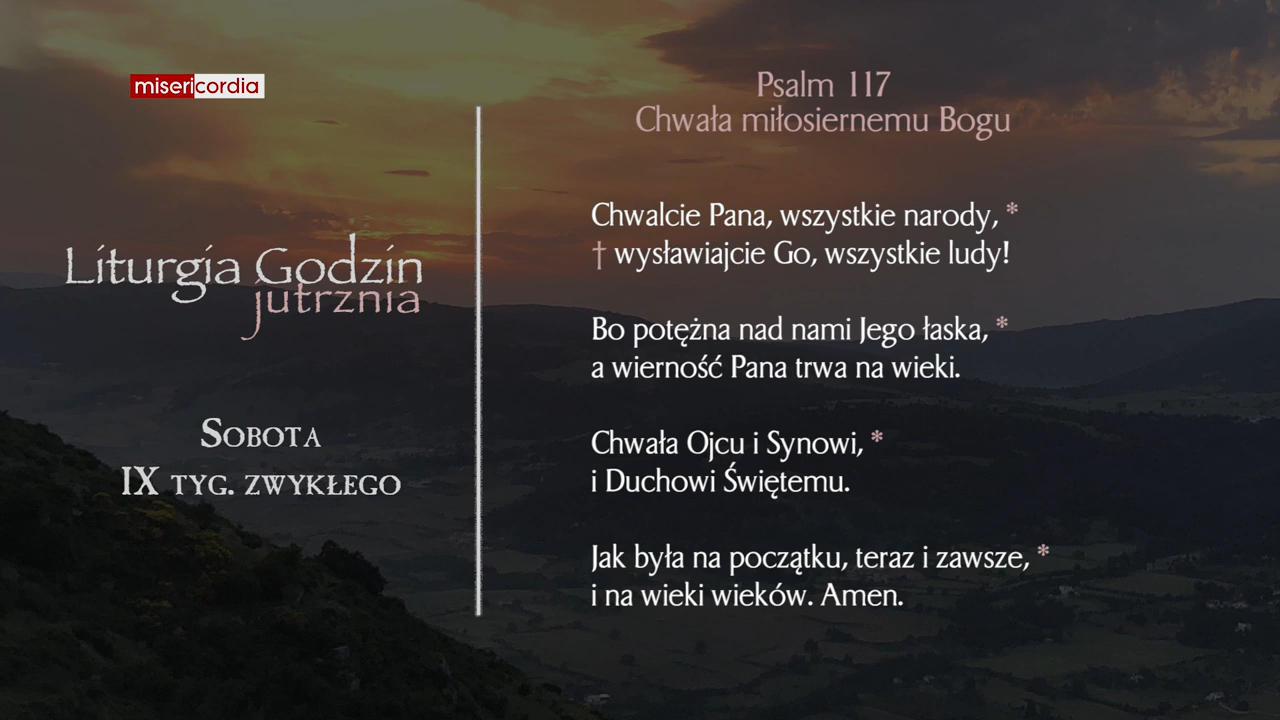 misericordia
Liturgia Godzin
jutrznia
Sobota
IX tyg. zwykłego
Psalm 117
Chwała miłosiernemu Bogu
Chwalcie Pana, wszystkie narody, *
† wysławiajcie Go, wszystkie ludy!
Bo potężna nad nami Jego łaska, *
a wierność Pana trwa na wieki.
Chwała Ojcu i Synowi, *
i Duchowi Świętemu.
Jak była na początku, teraz i zawsze, *
i na wieki wieków. Amen.